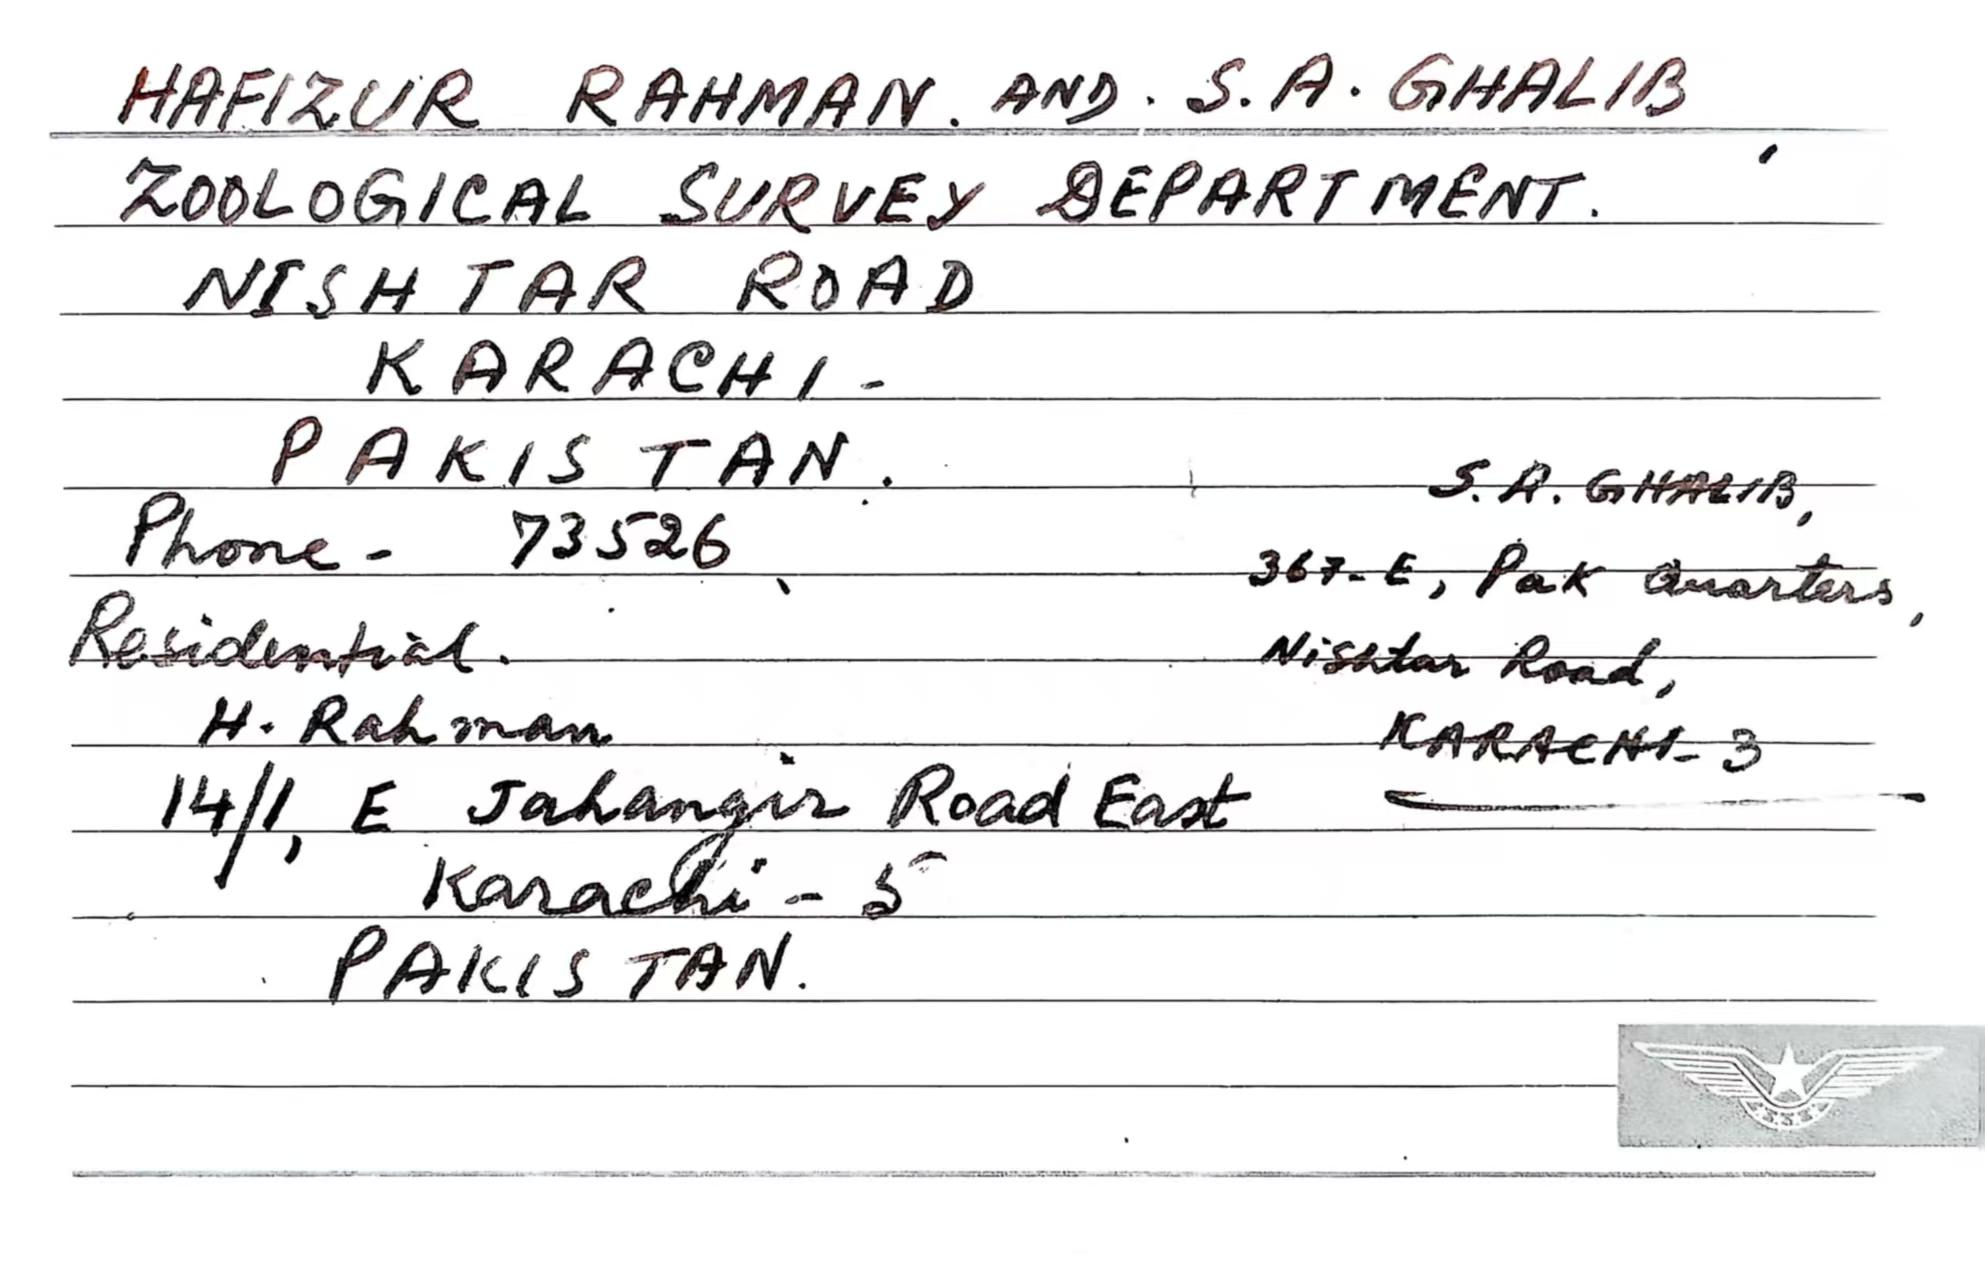 HAFIZUR RAHMAN. AND. S.A. GHALIB
ZOOLOGICAL SURVEY DEPARTMENT.
NISHTAR ROAD
KARACHI-
PAKISTAN.
Phone - 73526
Residential.
H. Rahman
14/1, E Jahangir Road East
Karachi - 5
PAKISTAN.
S.A. GHALIB,
367-E, Pak Quarters,
Nishtar Road,
KARACHI-3